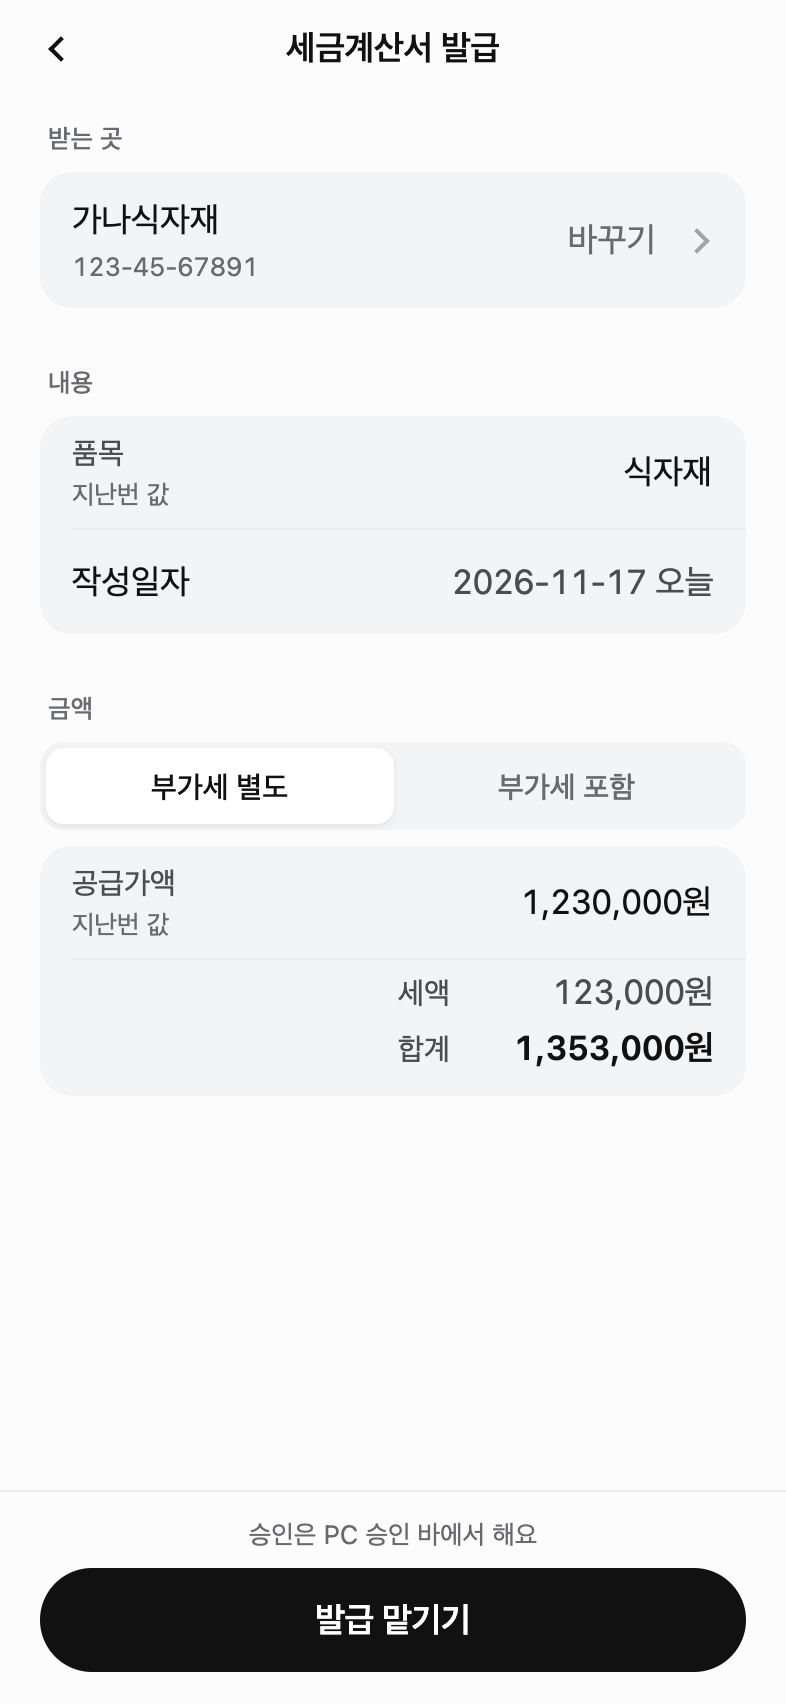 세금계산서 발급
받는 곳
가나식자재
바꾸기
123-45-67891
내용
품목
지난번 값
식자재
작성일자
2026-11-17 오늘
금액
부가세 별도
부가세 포함
공급가액
지난번 값
1,230,000원
세액
123,000원
합계
1,353,000원
승인은 PC 승인 바에서 해요
발급 맡기기